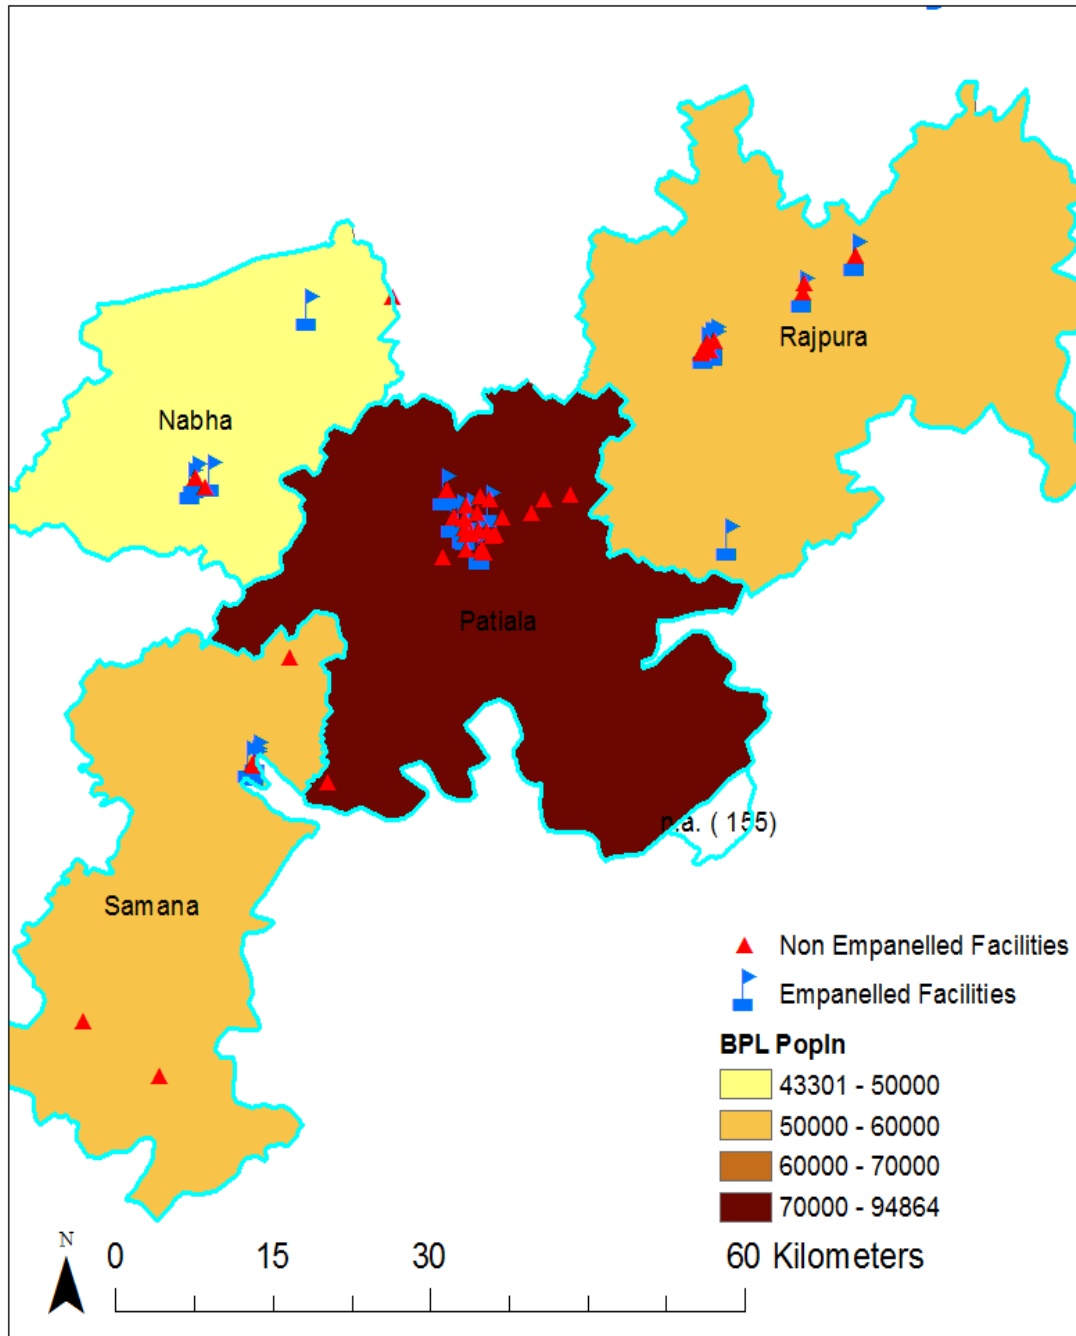 Rajpura
Nabha
Patiala
n.a. ( 155)
Samana
Non Empanelled Facilities
Empanelled Facilities
BPL Popln
43301 - 50000
50000 - 60000
60000 - 70000
70000 - 94864
N
0 15 30 60 Kilometers